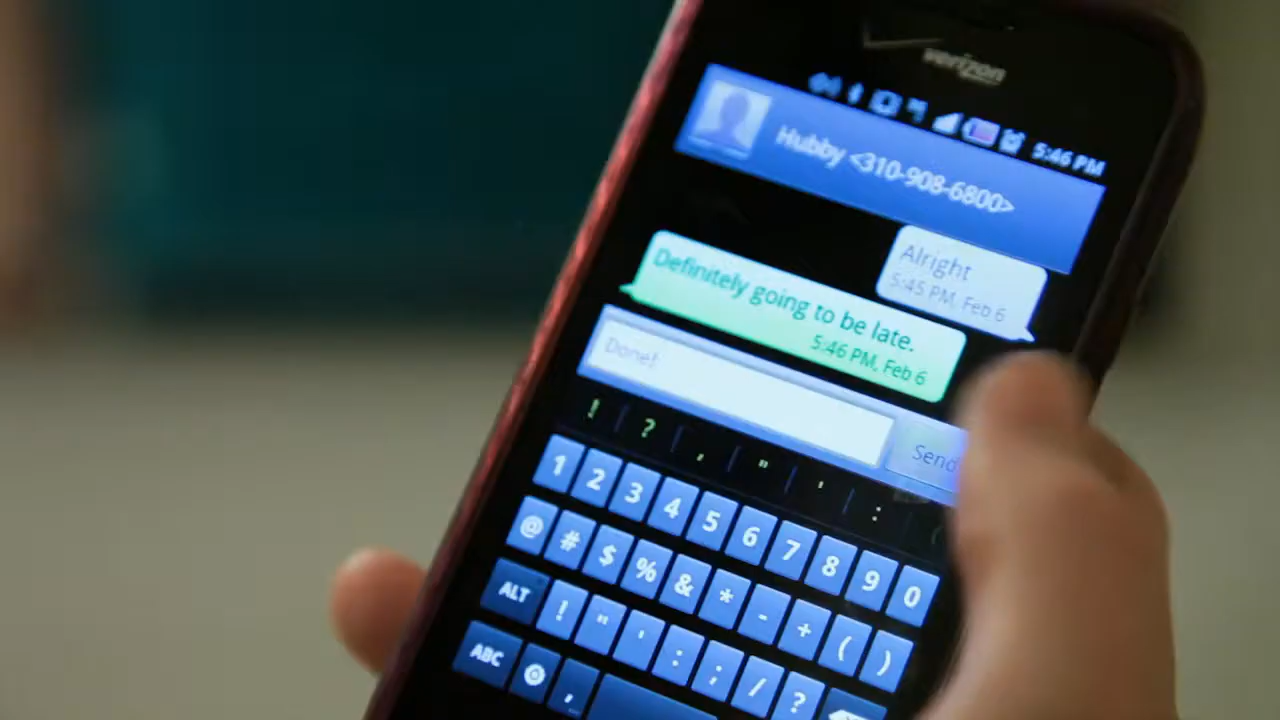 verizon
5:46 PM
Hubby <310-908-6800>
Alright
5:45 PM, Feb 6
Definitely going to be late.
5:46 PM, Feb 6
Done!
Send
! ? , " ' :
1 2 3 4 5 6 7 8 9 0
@ # $ % & * - + ( )
ALT ! " ' : ; / ?
ABC ,